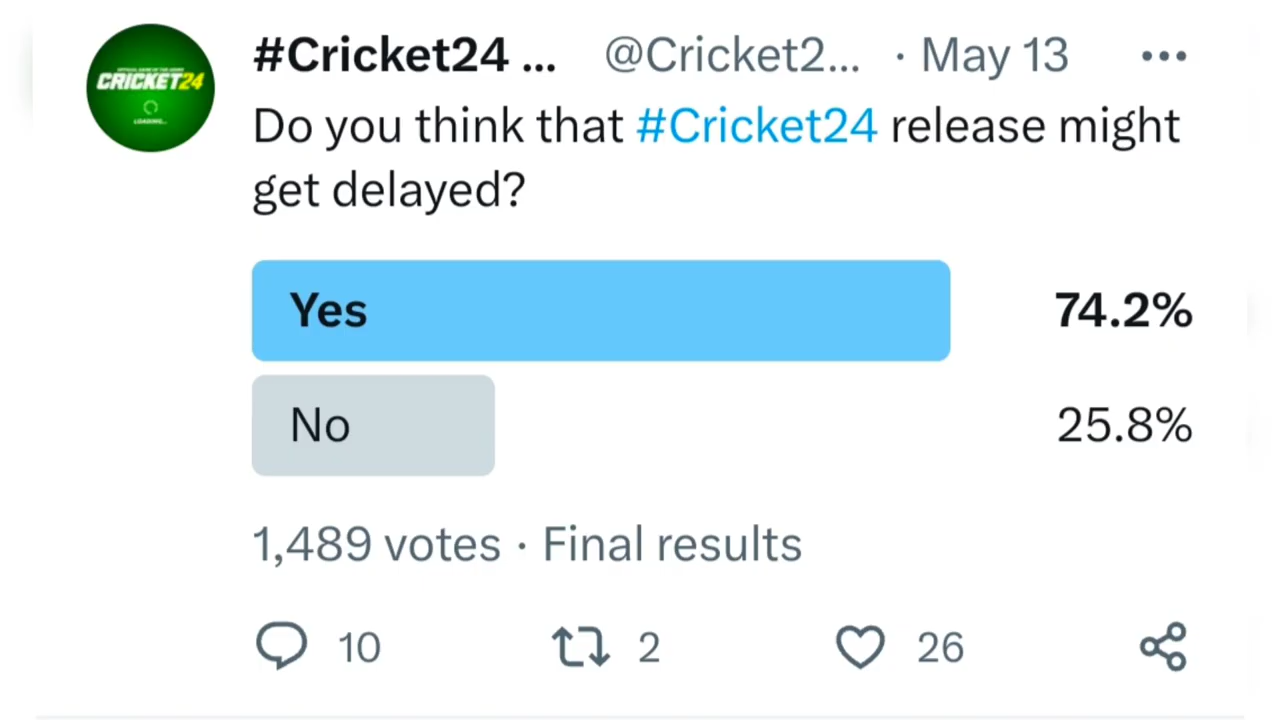 #Cricket24 ... @Cricket2... · May 13 ...
CRICKET24
LOADING...
Do you think that #Cricket24 release might
get delayed?
Yes 74.2%
No 25.8%
1,489 votes · Final results
10 2 26